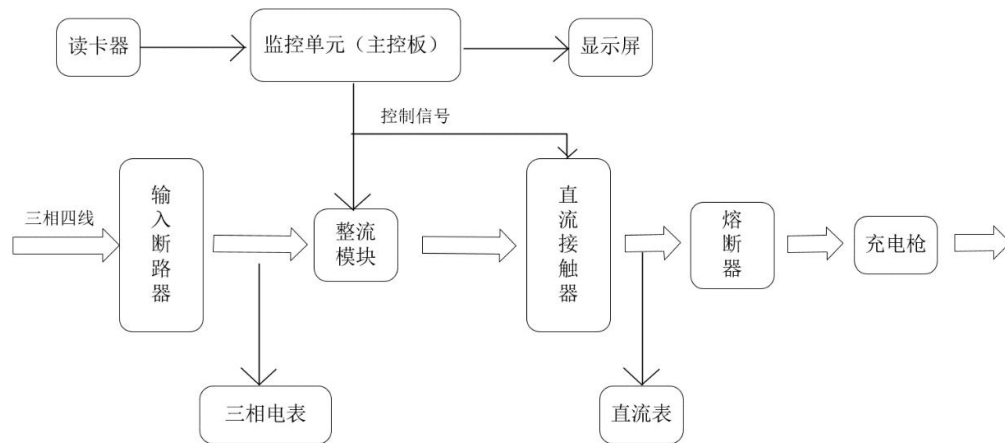 读卡器
监控单元（主控板）
显示屏
控制信号
三相四线
输入断路器
整流
模块
直流接触器
熔断器
充电枪
三相电表
直流表